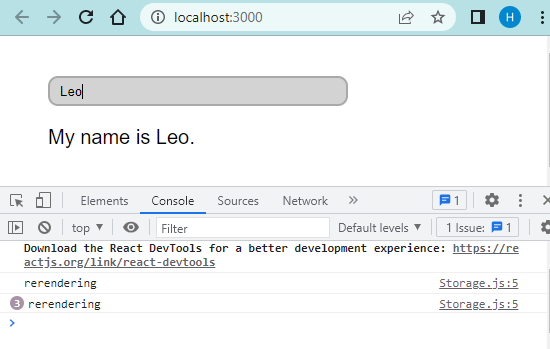 localhost:3000 H
Leo
My name is Leo.
Elements Console Sources Network » 1
top Filter Default levels 1 Issue: 1
Download the React DevTools for a better development experience: https://re
actjs.org/link/react-devtools
rerendering Storage.js:5
3 rerendering Storage.js:5